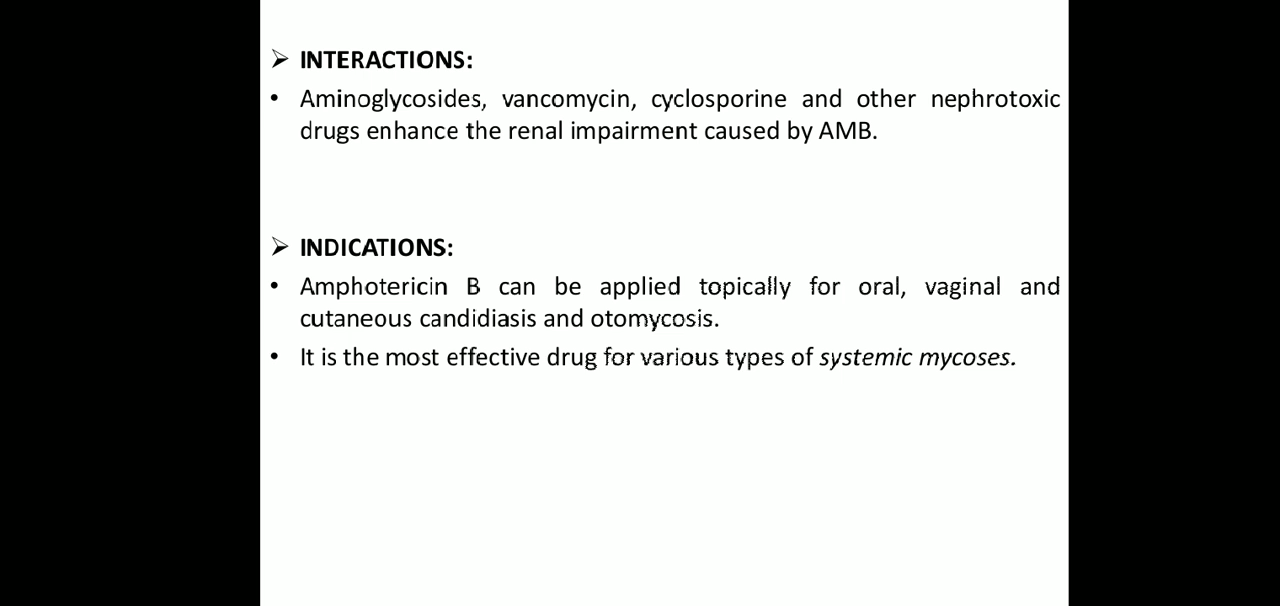 ➢ INTERACTIONS:
• Aminoglycosides, vancomycin, cyclosporine and other nephrotoxic
drugs enhance the renal impairment caused by AMB.
➢ INDICATIONS:
• Amphotericin B can be applied topically for oral, vaginal and
cutaneous candidiasis and otomycosis.
• It is the most effective drug for various types of systemic mycoses.